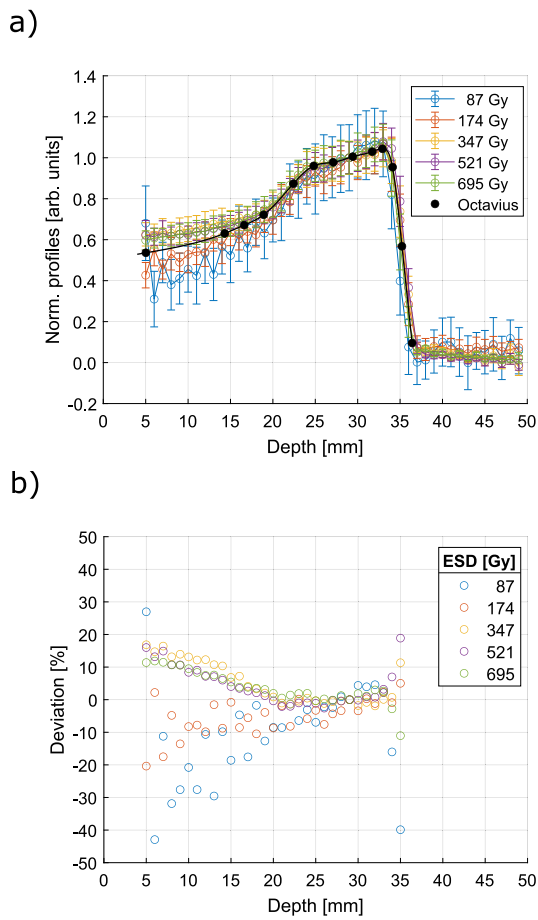 a)
1.4
1.2
1.0
0.8
0.6
0.4
0.2
0.0
-0.2
Norm. profiles [arb. units]
87 Gy
174 Gy
347 Gy
521 Gy
695 Gy
Octavius
0 5 10 15 20 25 30 35 40 45 50
Depth [mm]
b)
50
40
30
20
10
0
-10
-20
-30
-40
-50
Deviation [%]
ESD [Gy]
87
174
347
521
695
0 5 10 15 20 25 30 35 40 45 50
Depth [mm]